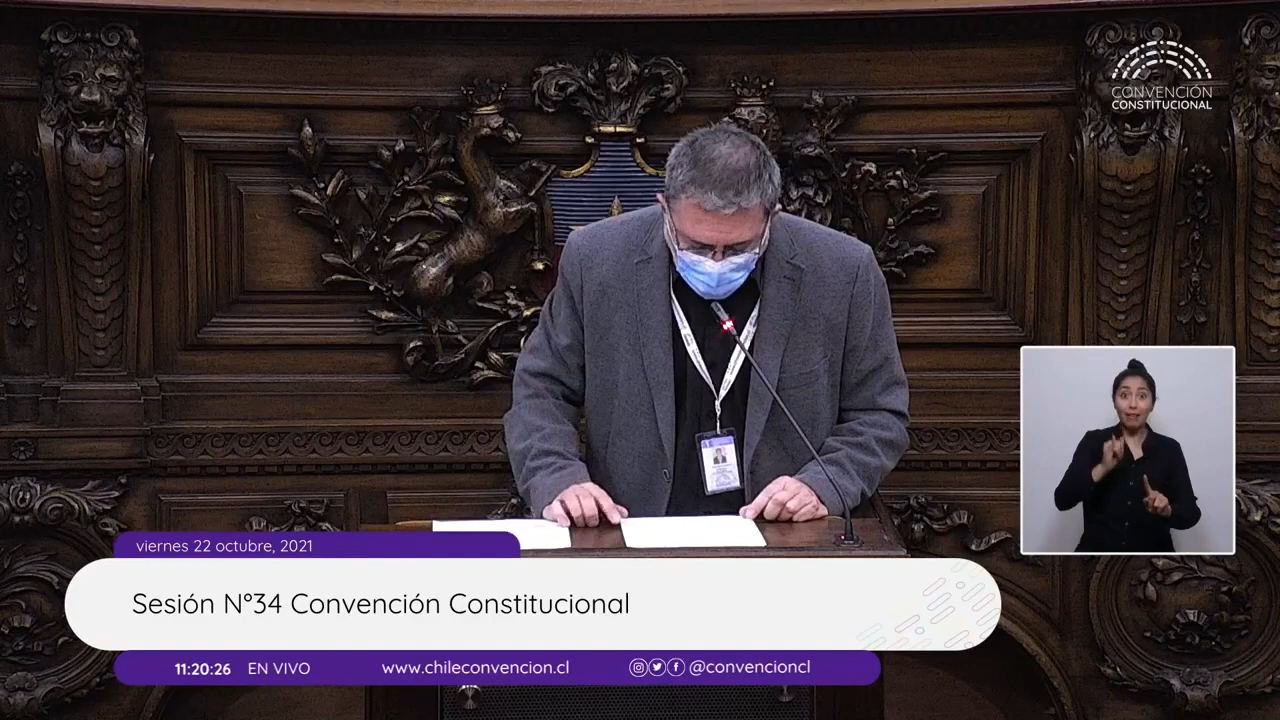 CONVENCIÓN
CONSTITUCIONAL
viernes 22 octubre, 2021
Sesión N°34 Convención Constitucional
11:20:26 EN VIVO www.chileconvencion.cl @convencioncl